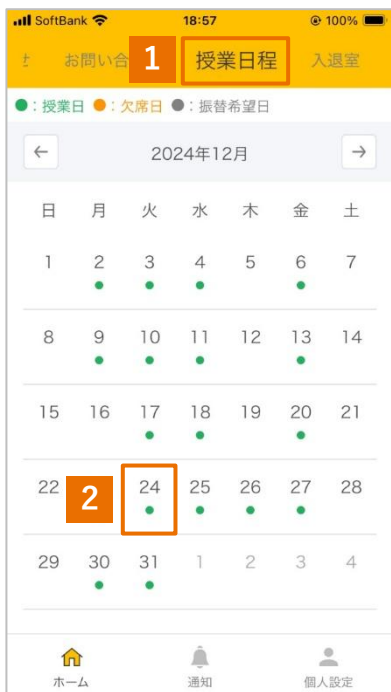 SoftBank 18:57 100%
お問い合 1 授業日程 入退室
●：授業日 ●：欠席日 ●：振替希望日
← 2024年12月 →
日 月 火 水 木 金 土
1 2 3 4 5 6 7
8 9 10 11 12 13 14
15 16 17 18 19 20 21
22 2 24 25 26 27 28
29 30 31 1 2 3 4
ホーム 通知 個人設定